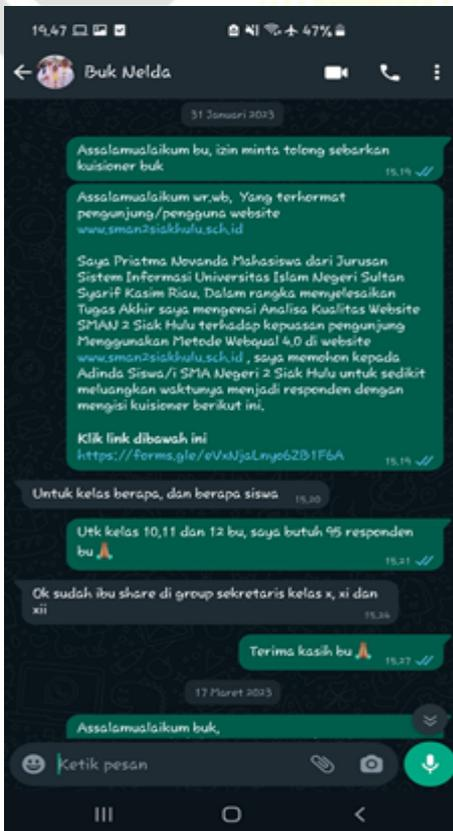 19.47
47%
Buk Nelda
31 Januari 2023
Assalamualaikum bu, izin minta tolong sebarkan
kuisioner buk
15.19
Assalamualaikum wr,wb, Yang terhormat
pengunjung/pengguna website
www.sman2siakhulu.sch.id
Saya Priatma Novanda Mahasiswa dari Jurusan
Sistem Informasi Universitas Islam Negeri Sultan
Syarif Kasim Riau, Dalam rangka menyelesaikan
Tugas Akhir saya mengenai Analisa Kualitas Website
SMAN 2 Siak Hulu terhadap kepuasan pengunjung
Menggunakan Metode Webqual 4.0 di website
www.sman2siakhulu.sch.id , saya memohon kepada
Adinda Siswa/i SMA Negeri 2 Siak Hulu untuk sedikit
meluangkan waktunya menjadi responden dengan
mengisi kuisioner berikut ini.
Klik link dibawah ini
https://forms.gle/eVxNjaLnyo6ZB1F6A
15.19
Untuk kelas berapa, dan berapa siswa
15.20
Utk kelas 10,11 dan 12 bu, saya butuh 95 responden
bu 🙏
15.21
Ok sudah ibu share di group sekretaris kelas x, xi dan
xii
15.26
Terima kasih bu 🙏
15.27
17 Maret 2023
Assalamualaikum buk,
Ketik pesan